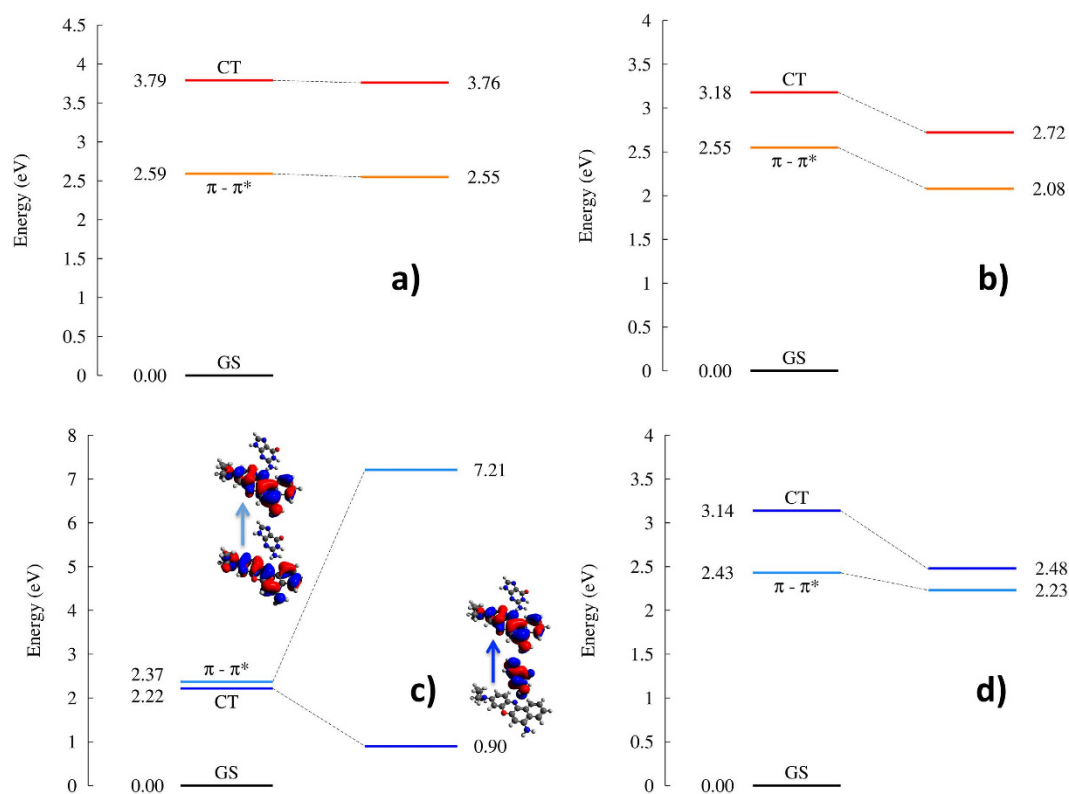 4.5
4
3.5
3
2.5
2
1.5
1
0.5
0
Energy (eV)
CT
3.79
3.76
2.59
π - π*
2.55
a)
GS
0.00
4
3.5
3
2.5
2
1.5
1
0.5
0
Energy (eV)
3.18
CT
2.72
2.55
π - π*
2.08
b)
GS
0.00
8
7
6
5
4
3
2
1
0
Energy (eV)
7.21
2.37
π - π*
2.22
CT
c)
0.90
GS
0.00
4
3.5
3
2.5
2
1.5
1
0.5
0
Energy (eV)
CT
3.14
2.48
2.43
π - π*
2.23
d)
GS
0.00